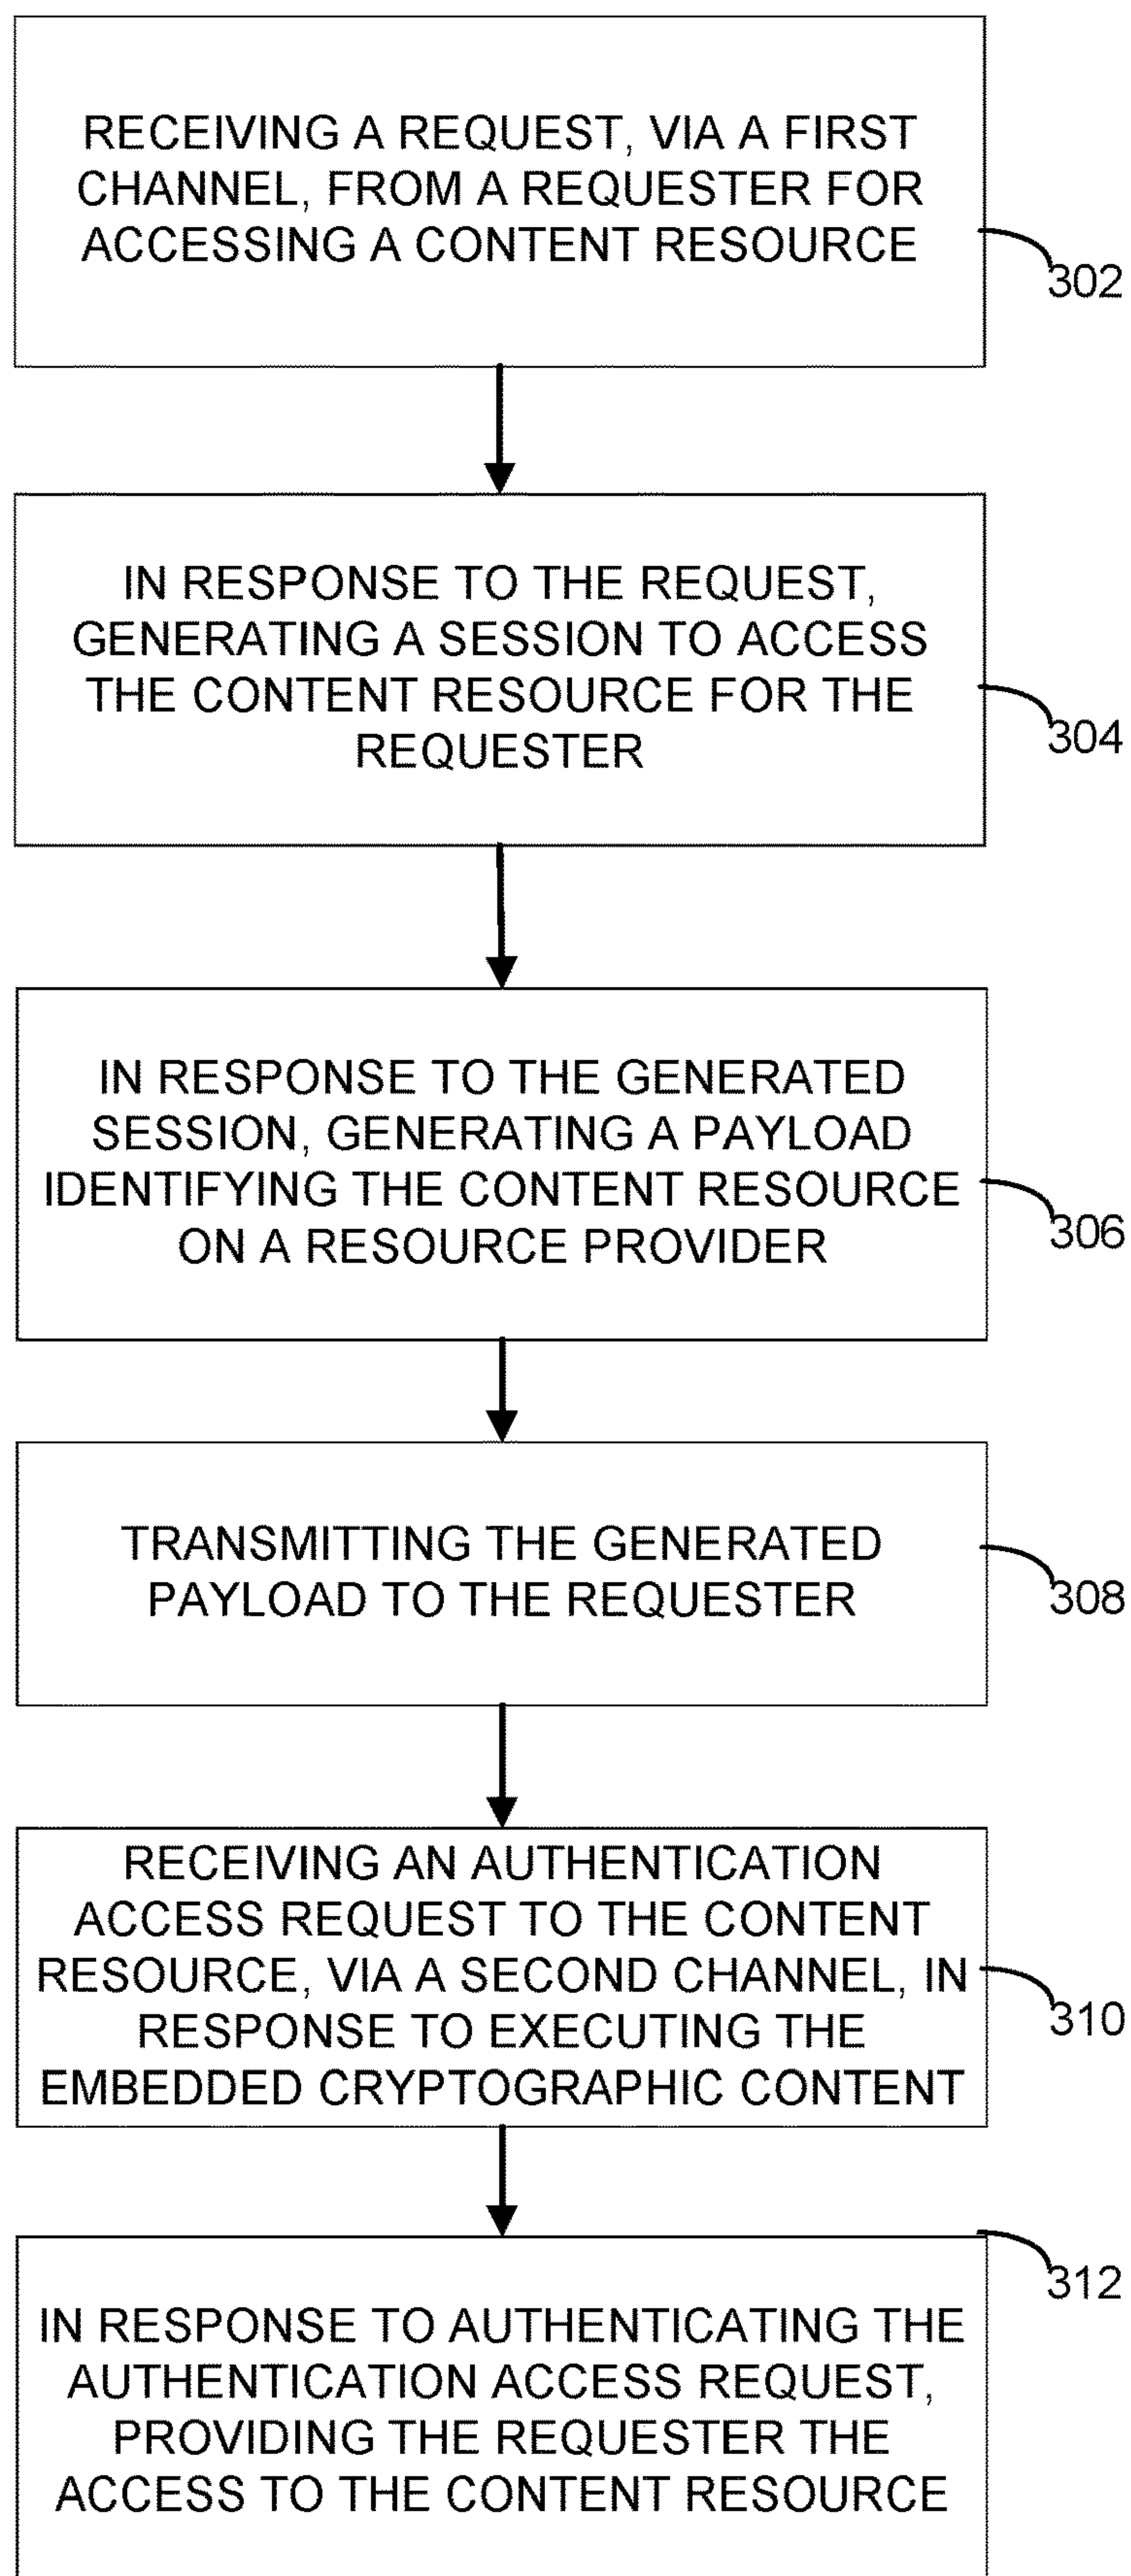 RECEIVING A REQUEST, VIA A FIRST
CHANNEL, FROM A REQUESTER FOR
ACCESSING A CONTENT RESOURCE
302
IN RESPONSE TO THE REQUEST,
GENERATING A SESSION TO ACCESS
THE CONTENT RESOURCE FOR THE
REQUESTER
304
IN RESPONSE TO THE GENERATED
SESSION, GENERATING A PAYLOAD
IDENTIFYING THE CONTENT RESOURCE
ON A RESOURCE PROVIDER
306
TRANSMITTING THE GENERATED
PAYLOAD TO THE REQUESTER
308
RECEIVING AN AUTHENTICATION
ACCESS REQUEST TO THE CONTENT
RESOURCE, VIA A SECOND CHANNEL, IN
RESPONSE TO EXECUTING THE
EMBEDDED CRYPTOGRAPHIC CONTENT
310
312
IN RESPONSE TO AUTHENTICATING THE
AUTHENTICATION ACCESS REQUEST,
PROVIDING THE REQUESTER THE
ACCESS TO THE CONTENT RESOURCE